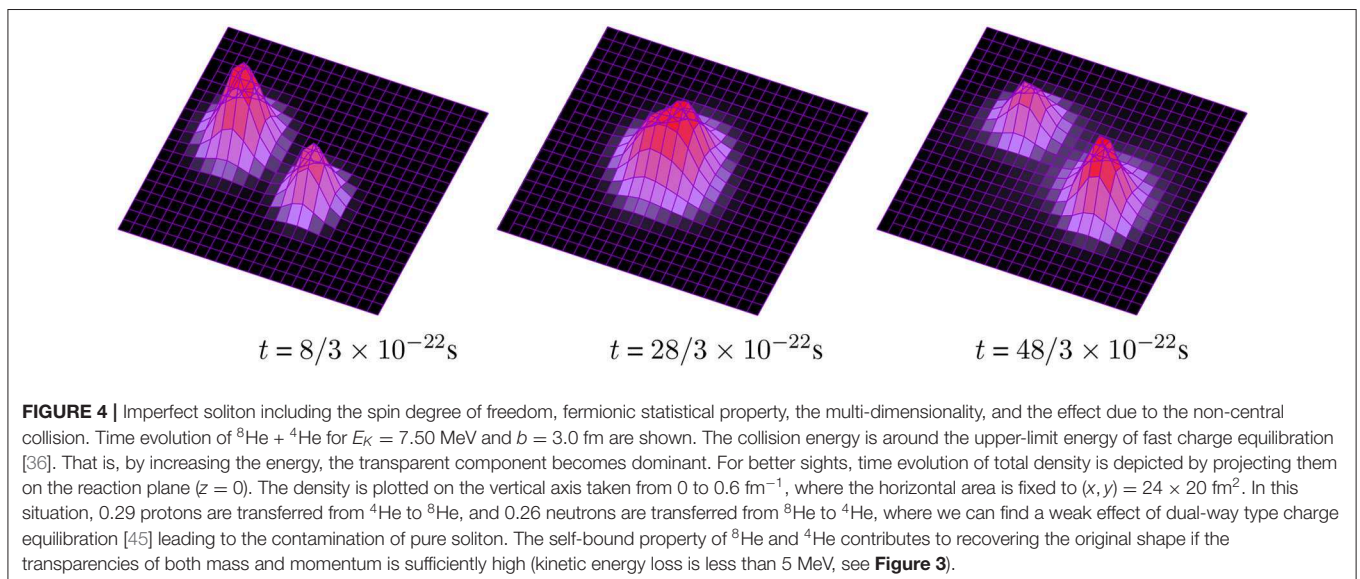 t = 8/3 × 10⁻²²s
t = 28/3 × 10⁻²²s
t = 48/3 × 10⁻²²s
FIGURE 4 | Imperfect soliton including the spin degree of freedom, fermionic statistical property, the multi-dimensionality, and the effect due to the non-central
collision. Time evolution of ⁸He + ⁴He for E_K = 7.50 MeV and b = 3.0 fm are shown. The collision energy is around the upper-limit energy of fast charge equilibration
[36]. That is, by increasing the energy, the transparent component becomes dominant. For better sights, time evolution of total density is depicted by projecting them
on the reaction plane (z = 0). The density is plotted on the vertical axis taken from 0 to 0.6 fm⁻¹, where the horizontal area is fixed to (x, y) = 24 × 20 fm². In this
situation, 0.29 protons are transferred from ⁴He to ⁸He, and 0.26 neutrons are transferred from ⁸He to ⁴He, where we can find a weak effect of dual-way type charge
equilibration [45] leading to the contamination of pure soliton. The self-bound property of ⁸He and ⁴He contributes to recovering the original shape if the
transparencies of both mass and momentum is sufficiently high (kinetic energy loss is less than 5 MeV, see Figure 3).